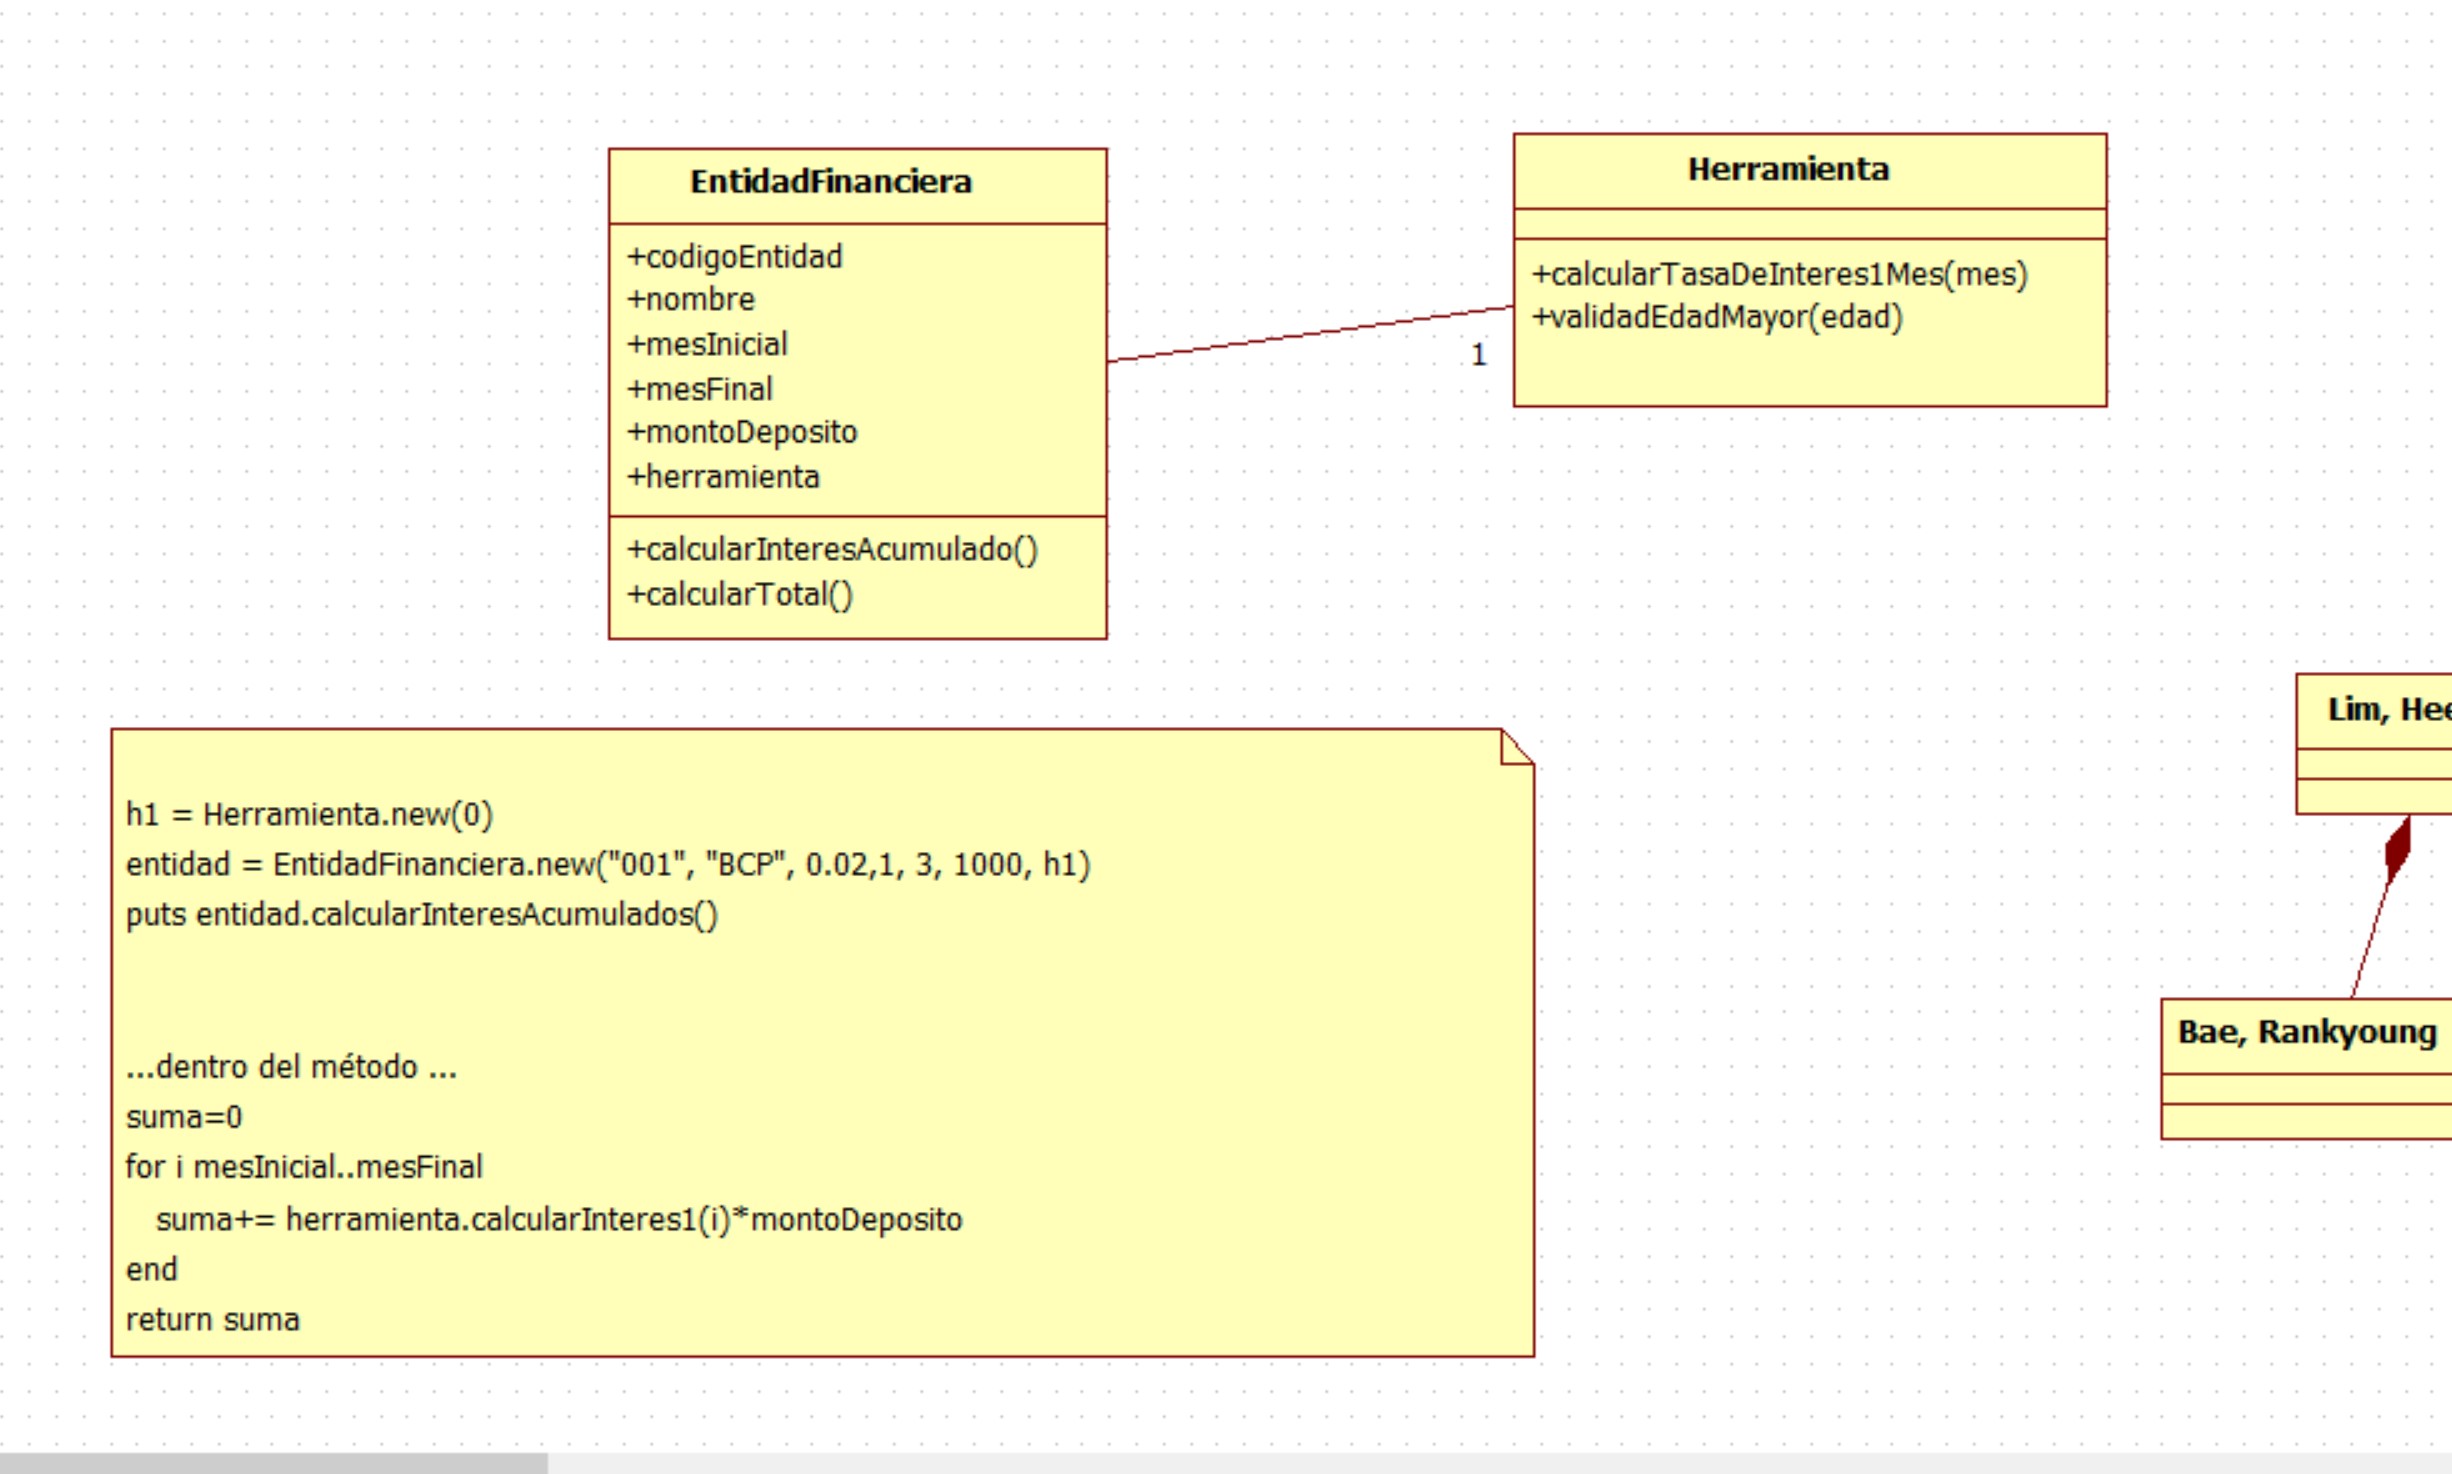 EntidadFinanciera
+codigoEntidad
+nombre
+mesInicial
+mesFinal
+montoDeposito
+herramienta
+calcularInteresAcumulado()
+calcularTotal()
Herramienta
+calcularTasaDeInteres1Mes(mes)
+validadEdadMayor(edad)
1
h1 = Herramienta.new(0)
entidad = EntidadFinanciera.new("001", "BCP", 0.02,1, 3, 1000, h1)
puts entidad.calcularInteresAcumulados()
...dentro del método ...
suma=0
for i mesInicial..mesFinal
suma+= herramienta.calcularInteres1(i)*montoDeposito
end
return suma
Lim,
Bae, Rankyoung